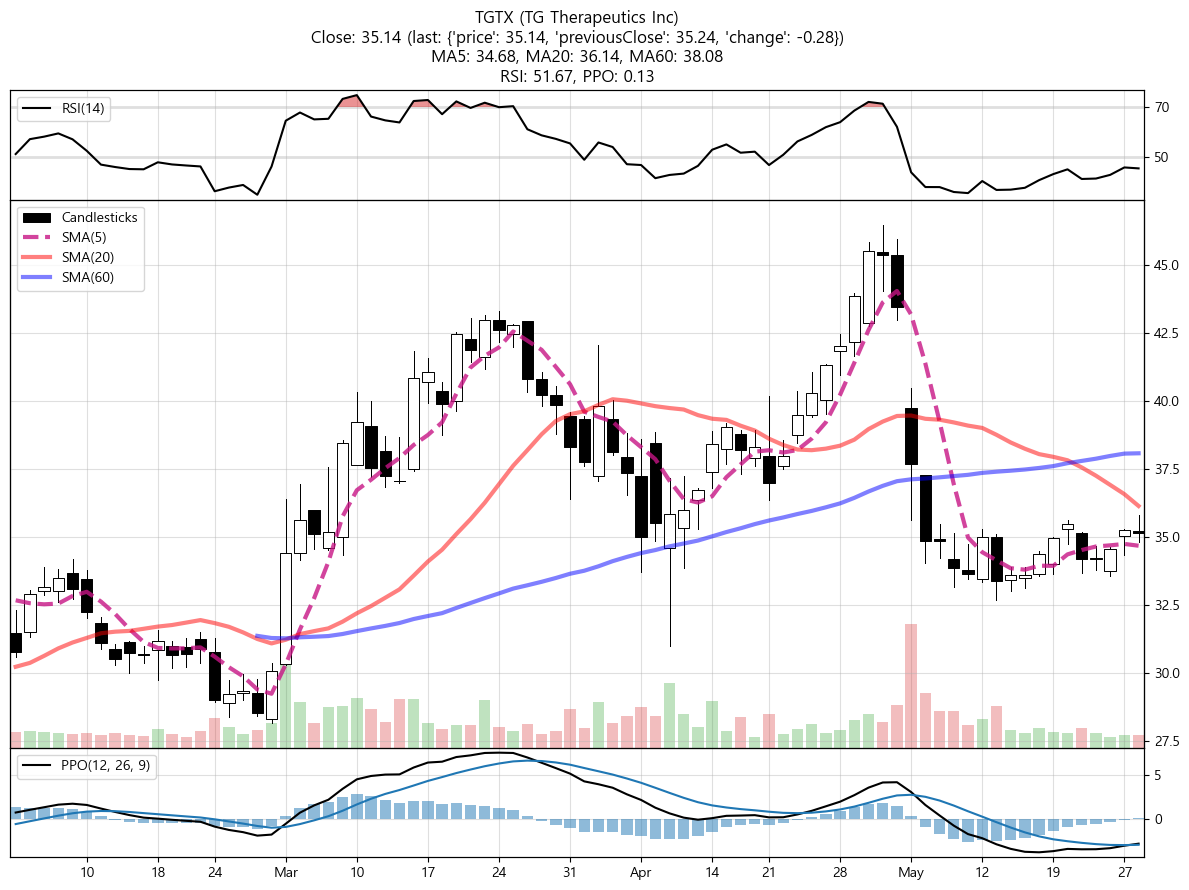 TGTX (TG Therapeutics Inc)
Close: 35.14 (last: {'price': 35.14, 'previousClose': 35.24, 'change': -0.28})
MA5: 34.68, MA20: 36.14, MA60: 38.08
RSI: 51.67, PPO: 0.13
RSI(14)
70
50
Candlesticks
SMA(5)
SMA(20)
SMA(60)
45.0
42.5
40.0
37.5
35.0
32.5
30.0
27.5
PPO(12, 26, 9)
5
0
10 18 24 Mar 10 17 24 31 Apr 14 21 28 May 12 19 27